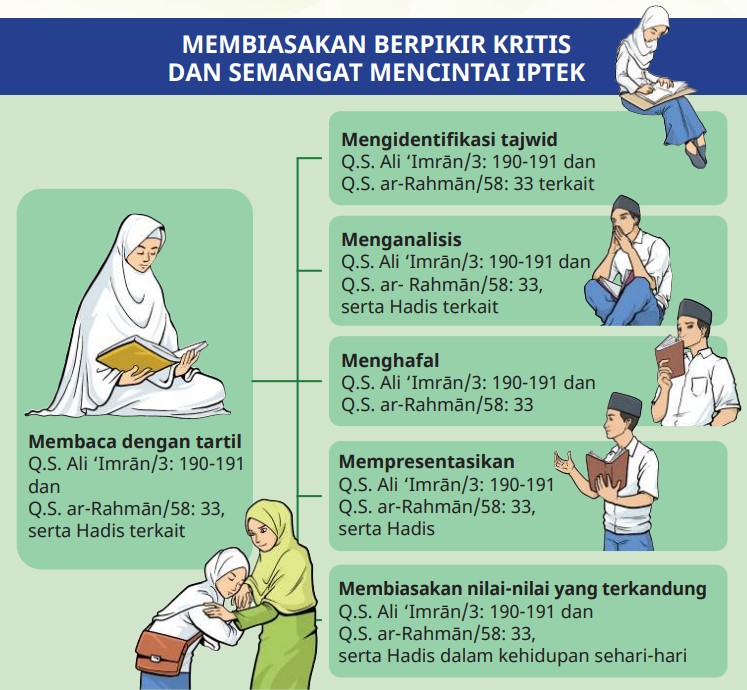 MEMBIASAKAN BERPIKIR KRITIS
DAN SEMANGAT MENCINTAI IPTEK
Membaca dengan tartil
Q.S. Ali ‘Imrān/3: 190-191
dan
Q.S. ar-Rahmān/58: 33,
serta Hadis terkait
Mengidentifikasi tajwid
Q.S. Ali ‘Imrān/3: 190-191 dan
Q.S. ar-Rahmān/58: 33 terkait
Menganalisis
Q.S. Ali ‘Imrān/3: 190-191 dan
Q.S. ar- Rahmān/58: 33,
serta Hadis terkait
Menghafal
Q.S. Ali ‘Imrān/3: 190-191 dan
Q.S. ar-Rahmān/58: 33
Mempresentasikan
Q.S. Ali ‘Imrān/3: 190-191
Q.S. ar-Rahmān/58: 33,
serta Hadis
Membiasakan nilai-nilai yang terkandung
Q.S. Ali ‘Imrān/3: 190-191 dan
Q.S. ar-Rahmān/58: 33,
serta Hadis dalam kehidupan sehari-hari